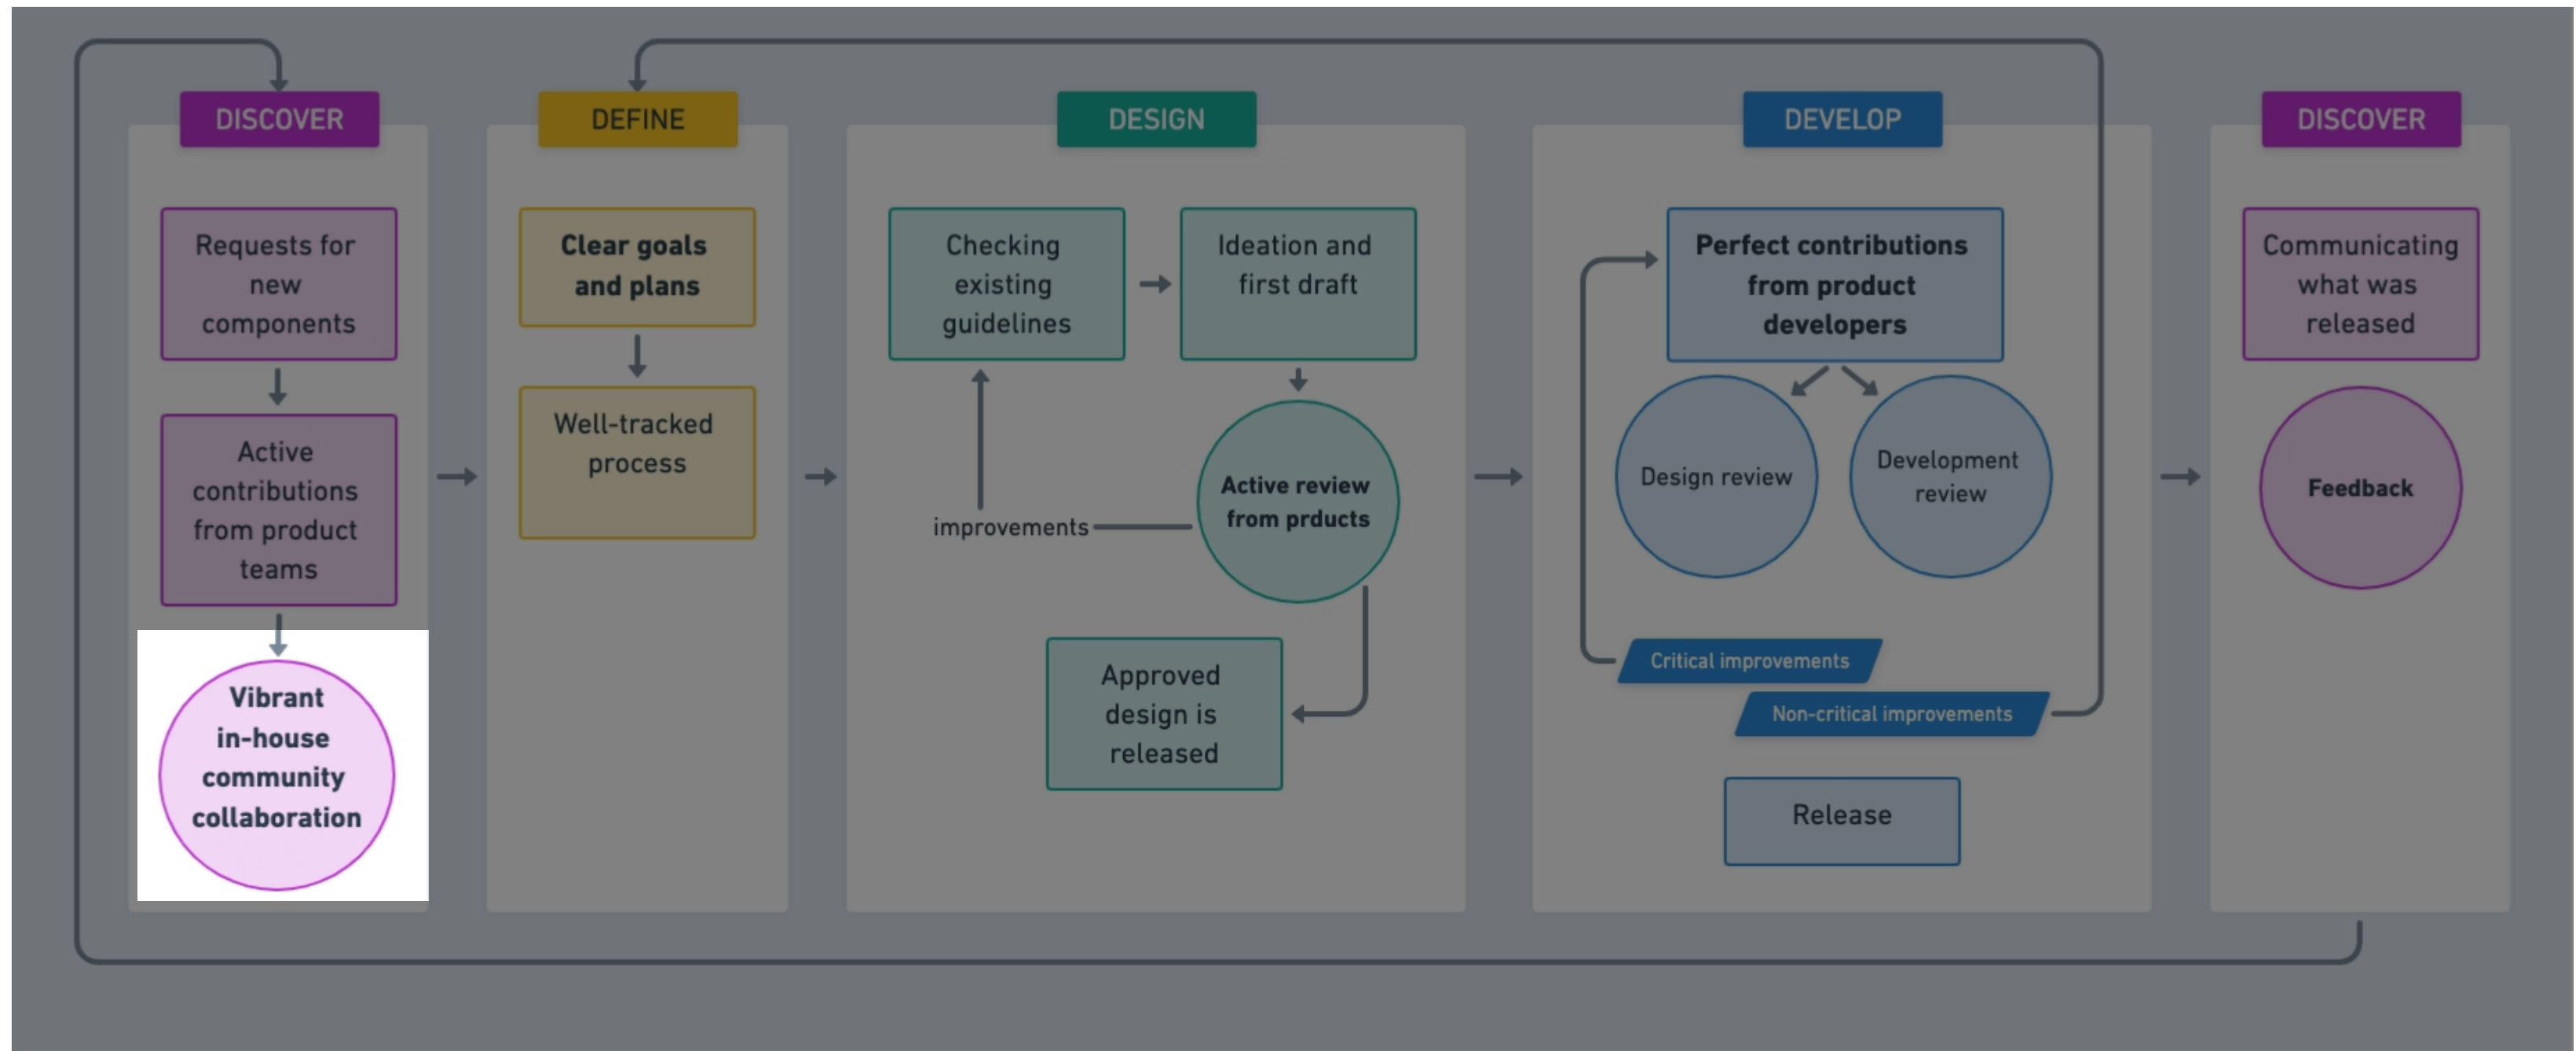 DISCOVER
Requests for
new
components
Active
contributions
from product
teams
Vibrant
in-house
community
collaboration
DEFINE
Clear goals
and plans
Well-tracked
process
DESIGN
Checking
existing
guidelines
Ideation and
first draft
Active review
from prducts
improvements
Approved
design is
released
DEVELOP
Perfect contributions
from product
developers
Design review
Development
review
Critical improvements
Non-critical improvements
Release
DISCOVER
Communicating
what was
released
Feedback